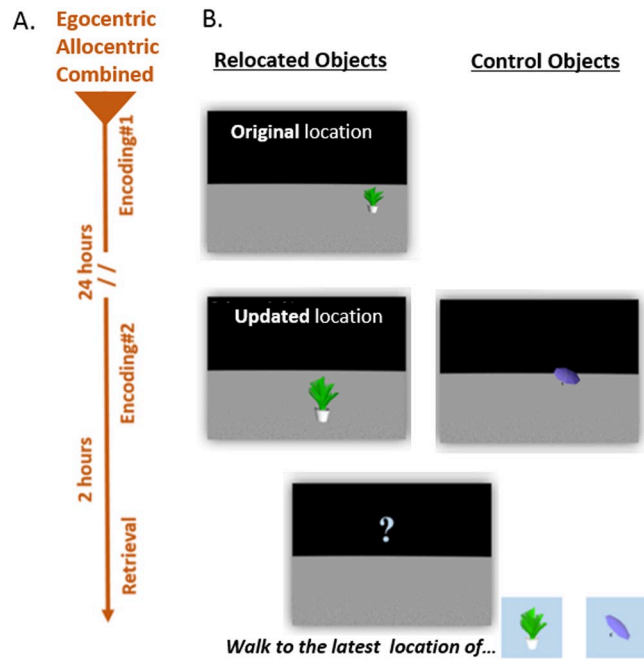 A.
Egocentric
Allocentric
Combined
Encoding#1
24 hours
//
Encoding#2
2 hours
Retrieval
B.
Relocated Objects
Control Objects
Original location
Updated location
?
Walk to the latest location of...